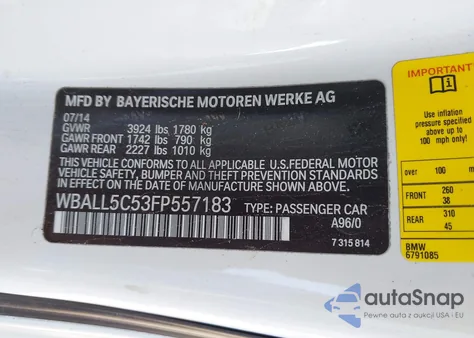 MFD BY BAYERISCHE MOTOREN WERKE AG
07/14
GVWR 3924 lbs 1780 kg
GAWR FRONT 1742 lbs 790 kg
GAWR REAR 2227 lbs 1010 kg
THIS VEHICLE CONFORMS TO ALL APPLICABLE U.S.FEDERAL MOTOR
VEHICLE SAFETY, BUMPER AND THEFT PREVENTION STANDARDS
IN EFFECT ON THE DATE OF MANUFACTURE SHOWN ABOVE.
WBALL5C53FP557183 TYPE: PASSENGER CAR
A96/0
7 315 814
IMPORTANT
Use inflation
pressure specified
above for up to
100 mph only!
over 100
FRONT 260
38
REAR 310
45
BMW
6791085
autoSnap
Pewne auta z aukcji USA i EU